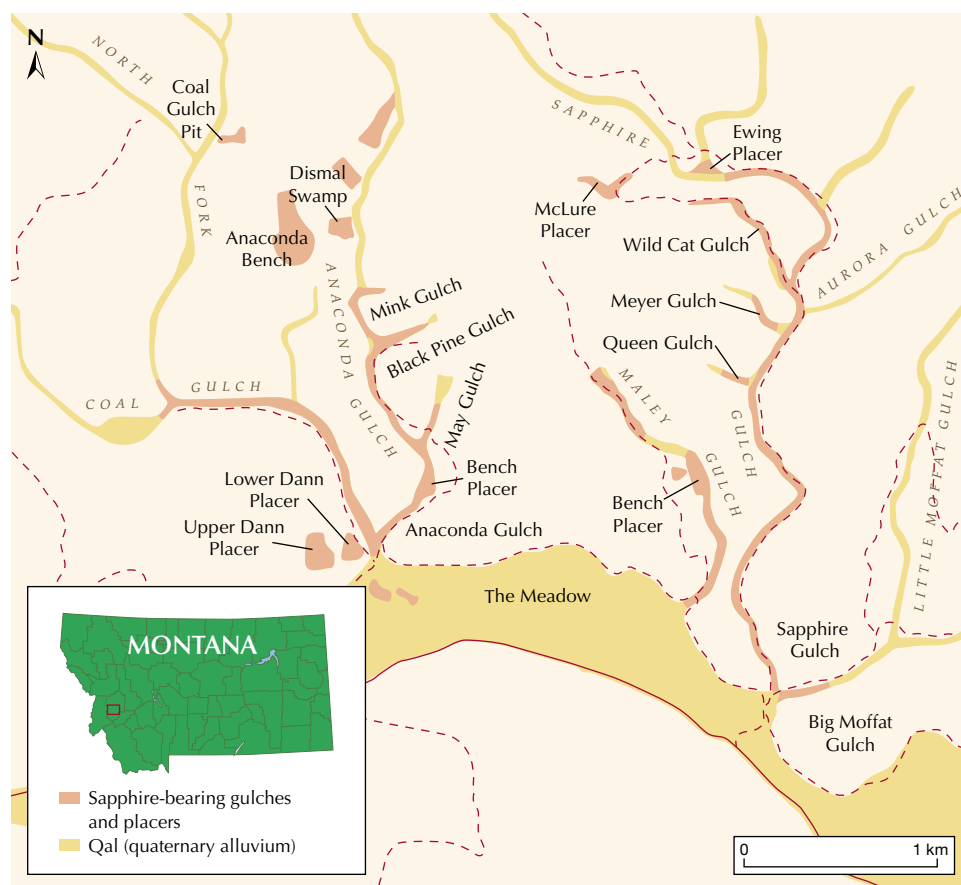 N
NORTH
FORK
Coal
Gulch
Pit
Dismal
Swamp
Anaconda
Bench
ANACONDA
GULCH
Mink Gulch
Black Pine Gulch
May Gulch
COAL
GULCH
Lower Dann
Placer
Upper Dann
Placer
Bench
Placer
Anaconda Gulch
SAPPHIRE
GULCH
Ewing
Placer
McLure
Placer
Wild Cat Gulch
AURORA GULCH
Meyer Gulch
Queen Gulch
MALEY
GULCH
Bench
Placer
LITTLE MOFFAT GULCH
The Meadow
Sapphire
Gulch
Big Moffat
Gulch
MONTANA
Sapphire-bearing gulches
and placers
Qal (quaternary alluvium)
0 1 km